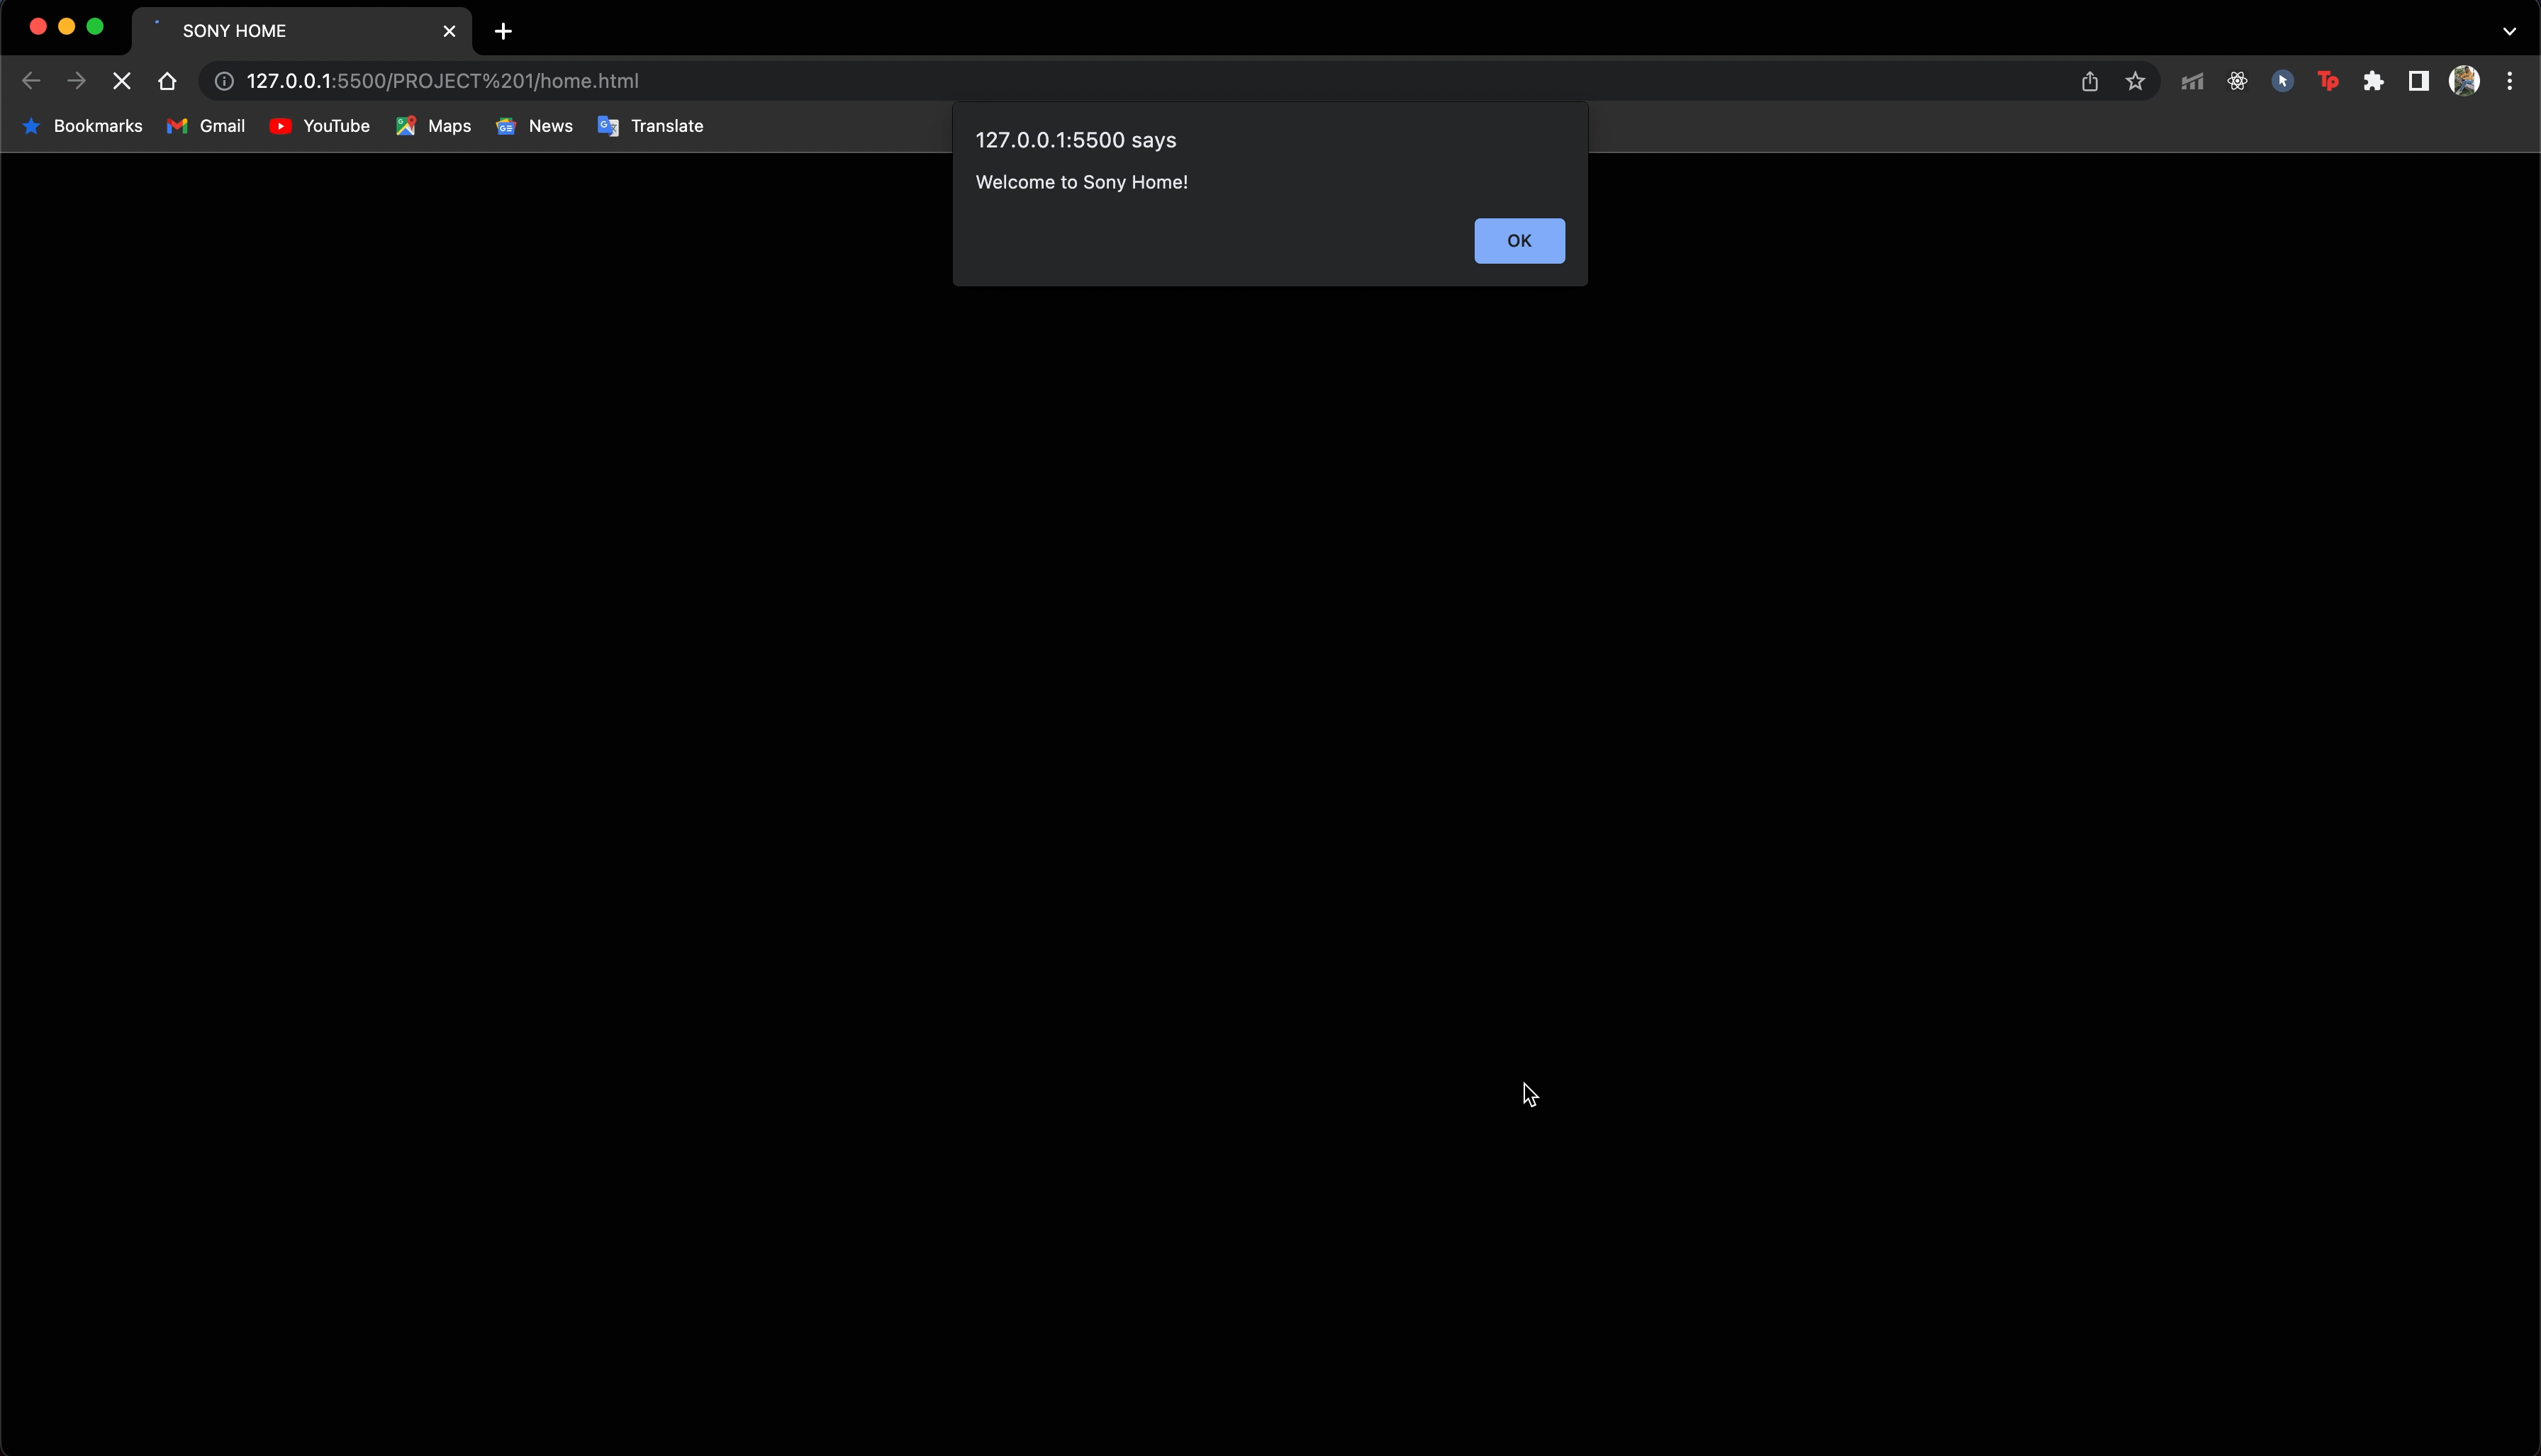 SONY HOME
127.0.0.1:5500/PROJECT%201/home.html
Tp
Bookmarks Gmail YouTube Maps News Translate
127.0.0.1:5500 says
Welcome to Sony Home!
OK